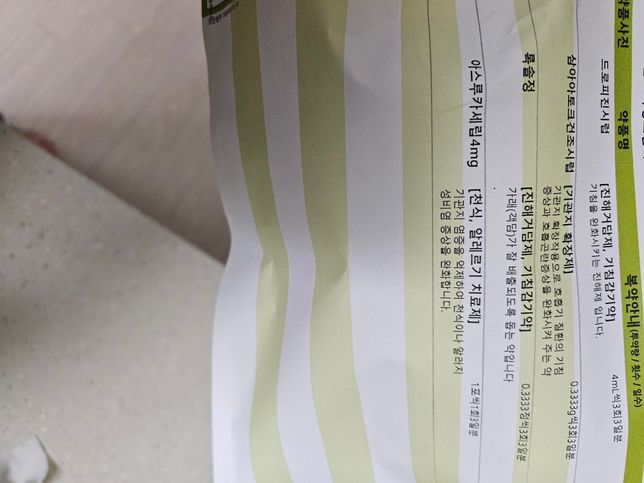 약품사진 약품명 복약안내(투약량/횟수/일수)
드로피진시럽
[진해거담제, 기침감기약]
기침을 완화시키는 진해제 입니다.
4mL씩3회3일분
삼아아토크건조시럽
[기관지 확장제]
기관지 확장작용으로 호흡기 질환의 기침
증상과 호흡곤란증상을 완화시켜 주는 약
0.3333g씩3회3일분
록솔정
[진해거담제, 기침감기약]
가래(객담)가 잘 배출되도록 돕는 약입니다
0.3333정씩3회3일분
아스루카세립4mg
[천식, 알레르기 치료제]
기관지 염증을 억제하여 천식이나 알러지
성비염 증상을 완화합니다.
1포씩1회3일분